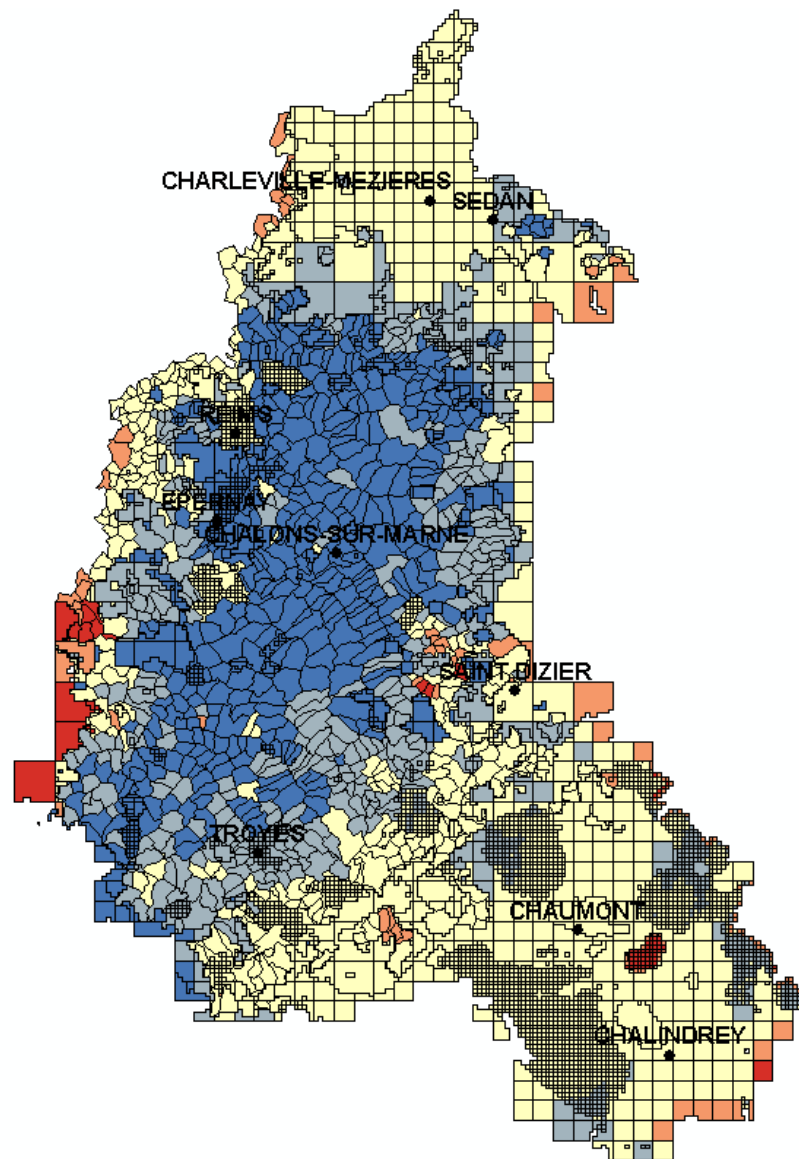 CHARLEVILLE-MEZIERES
SEDAN
REIMS
EPERNAY
CHALONS-SUR-MARNE
SAINT DIZIER
TROYES
CHAUMONT
CHALINDREY